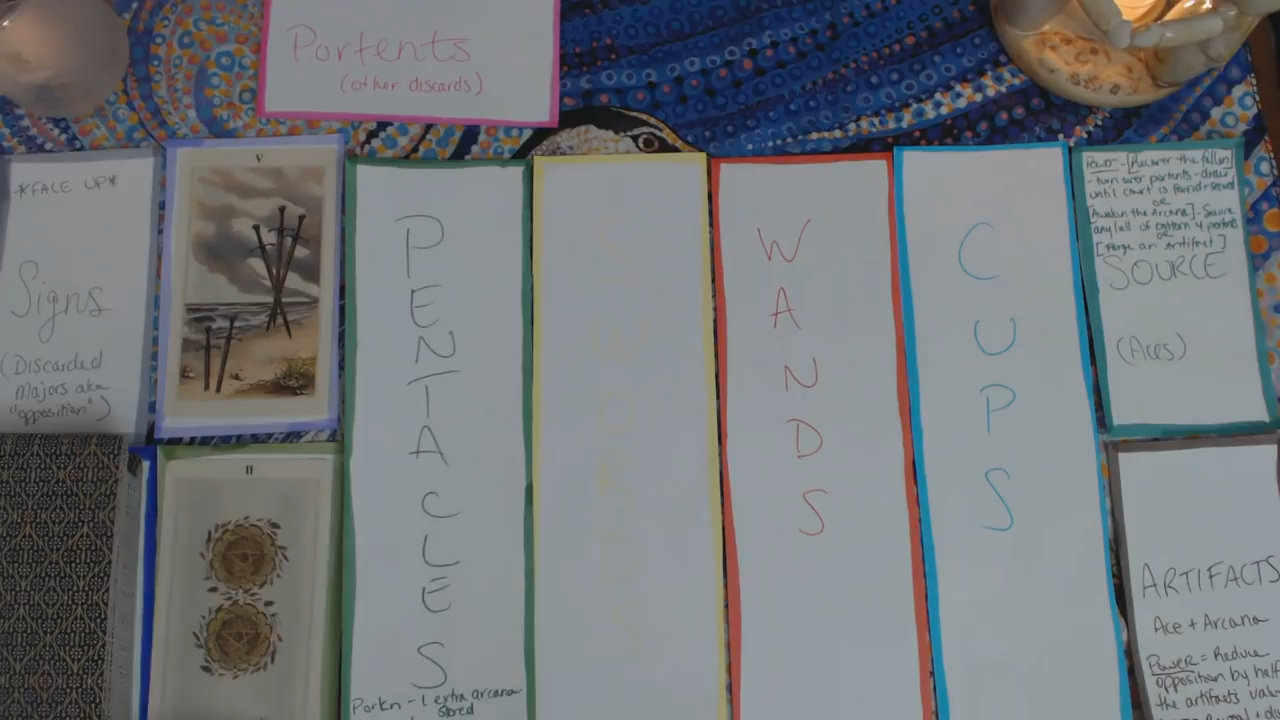 Portents
(other discards)
*FACE UP*
Signs
(Discarded
Majors aka
"opposition")
V
II
PENTACLES
1 extra arcana
stored
SWORDS
WANDS
CUPS
Power - [Recover the fallen]
- turn over portents - draw
until court is found + saved
or
[Awaken the Arcana] - Secure
any/all of bottom 4 portents
or
[Forge an Artifact]
SOURCE
(Aces)
ARTIFACTS
Ace + Arcana
Power = Reduce
opposition by half
the artifacts value